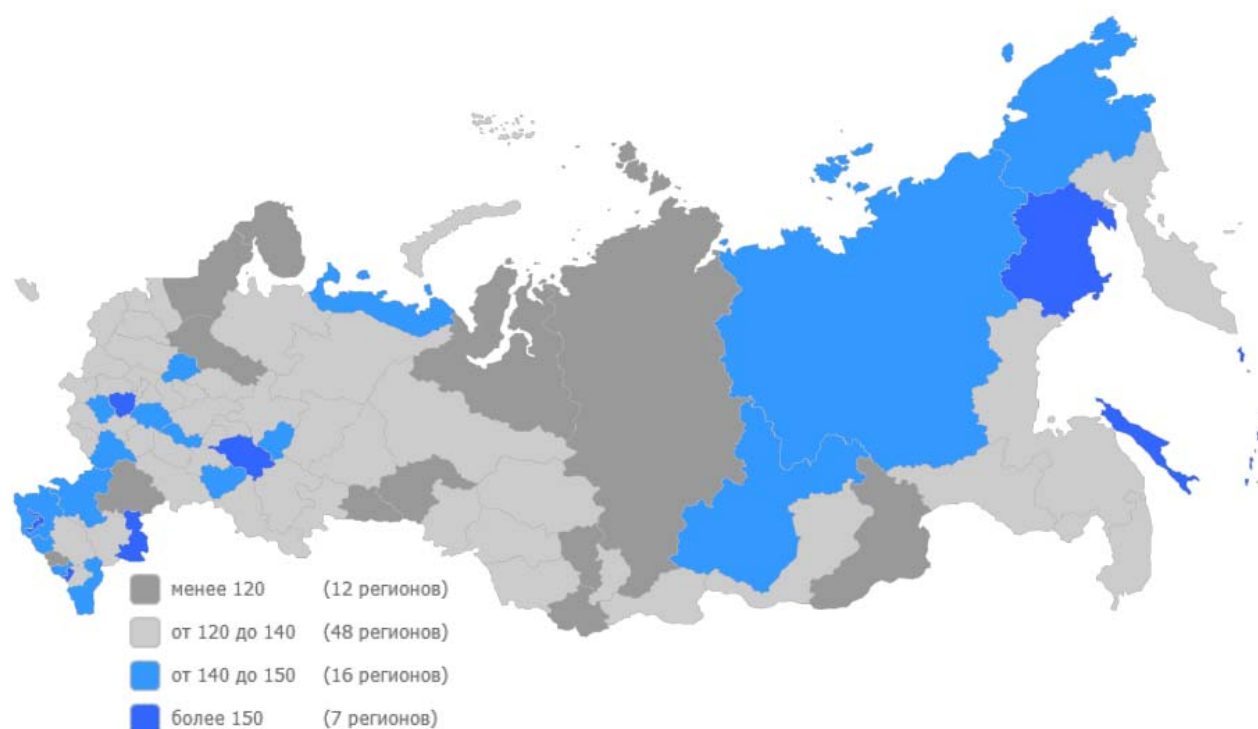 менее 120 (12 регионов)
от 120 до 140 (48 регионов)
от 140 до 150 (16 регионов)
более 150 (7 регионов)